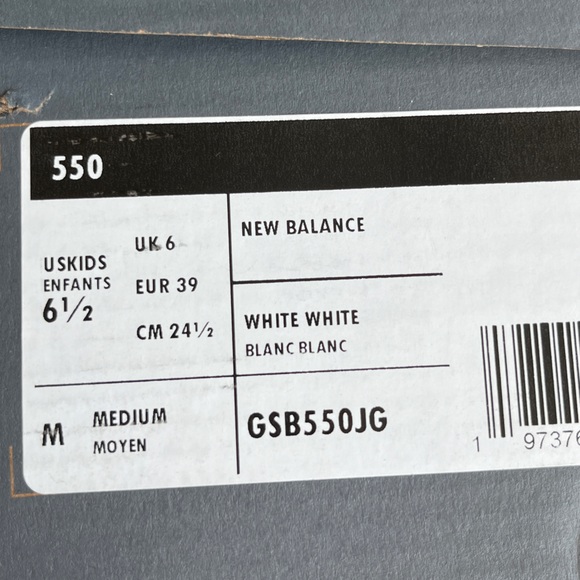 550
USKIDS
ENFANTS
6½
UK 6
EUR 39
CM 24½
NEW BALANCE
WHITE WHITE
BLANC BLANC
M
MEDIUM
MOYEN
GSB550JG
1 9737